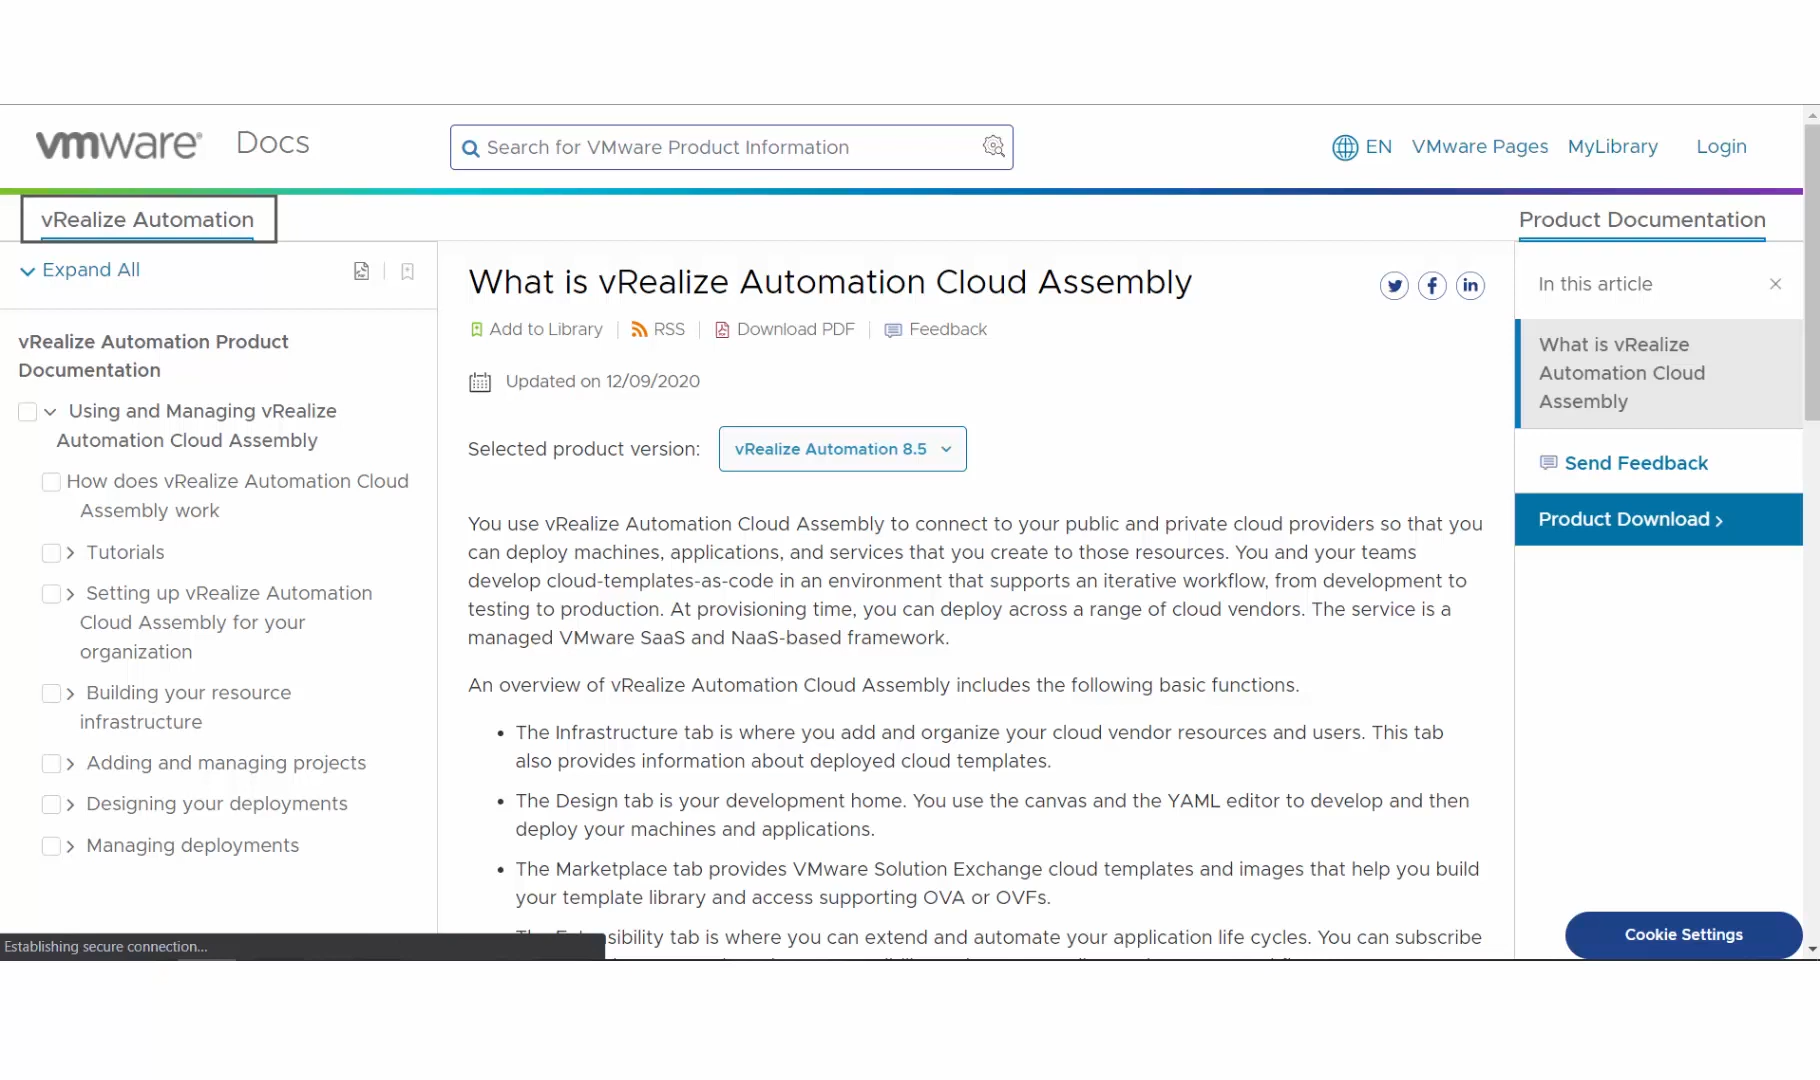 vmware® Docs
Search for VMware Product Information
EN VMware Pages MyLibrary Login
vRealize Automation
Product Documentation
Expand All
vRealize Automation Product
Documentation
Using and Managing vRealize
Automation Cloud Assembly
How does vRealize Automation Cloud
Assembly work
Tutorials
Setting up vRealize Automation
Cloud Assembly for your
organization
Building your resource
infrastructure
Adding and managing projects
Designing your deployments
Managing deployments
What is vRealize Automation Cloud Assembly
Add to Library RSS Download PDF Feedback
Updated on 12/09/2020
Selected product version: vRealize Automation 8.5
You use vRealize Automation Cloud Assembly to connect to your public and private cloud providers so that you
can deploy machines, applications, and services that you create to those resources. You and your teams
develop cloud-templates-as-code in an environment that supports an iterative workflow, from development to
testing to production. At provisioning time, you can deploy across a range of cloud vendors. The service is a
managed VMware SaaS and NaaS-based framework.
An overview of vRealize Automation Cloud Assembly includes the following basic functions.
• The Infrastructure tab is where you add and organize your cloud vendor resources and users. This tab
also provides information about deployed cloud templates.
• The Design tab is your development home. You use the canvas and the YAML editor to develop and then
deploy your machines and applications.
• The Marketplace tab provides VMware Solution Exchange cloud templates and images that help you build
your template library and access supporting OVA or OVFs.
The Extensibility tab is where you can extend and automate your application life cycles. You can subscribe
In this article
What is vRealize
Automation Cloud
Assembly
Send Feedback
Product Download
Cookie Settings
Establishing secure connection...